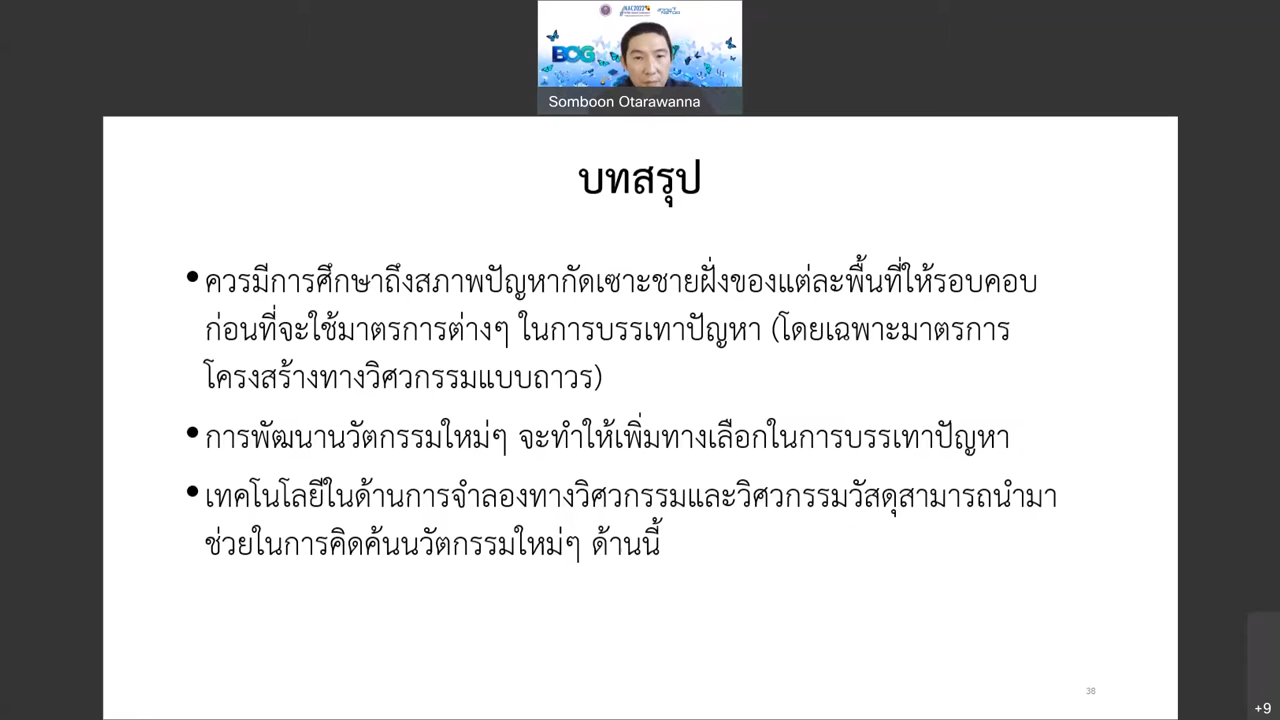 NAC2022
BCG
Somboon Otarawanna
บทสรุป
•ควรมีการศึกษาถึงสภาพปัญหากัดเซาะชายฝั่งของแต่ละพื้นที่ให้รอบคอบ
ก่อนที่จะใช้มาตรการต่างๆ ในการบรรเทาปัญหา (โดยเฉพาะมาตรการ
โครงสร้างทางวิศวกรรมแบบถาวร)
•การพัฒนานวัตกรรมใหม่ๆ จะทำให้เพิ่มทางเลือกในการบรรเทาปัญหา
•เทคโนโลยีในด้านการจำลองทางวิศวกรรมและวิศวกรรมวัสดุสามารถนำมา
ช่วยในการคิดค้นนวัตกรรมใหม่ๆ ด้านนี้
38
+9